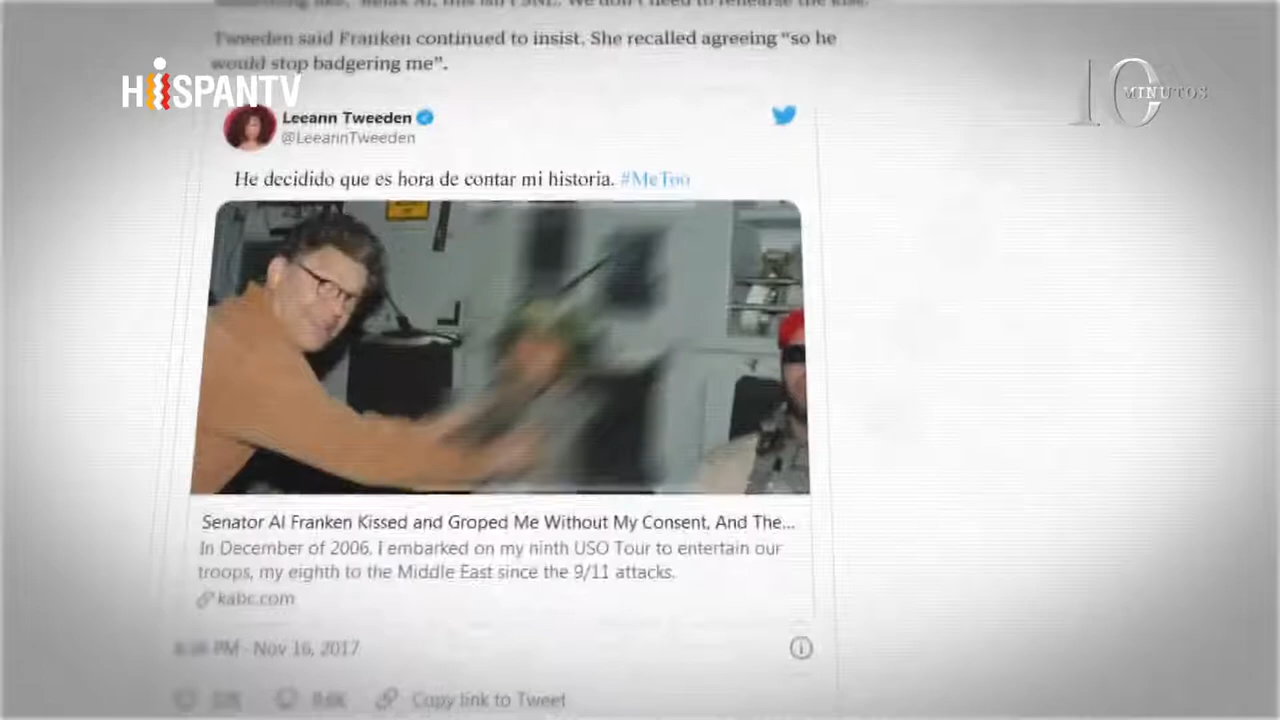 Tweeden said Franken continued to insist. She recalled agreeing “so he
would stop badgering me”.
HISPANTV
10
MINUTOS
Leeann Tweeden
@LeeannTweeden
He decidido que es hora de contar mi historia. #MeToo
Senator Al Franken Kissed and Groped Me Without My Consent, And The...
In December of 2006, I embarked on my ninth USO Tour to entertain our
troops, my eighth to the Middle East since the 9/11 attacks.
kabc.com
PM · Nov 16, 2017
Copy link to Tweet